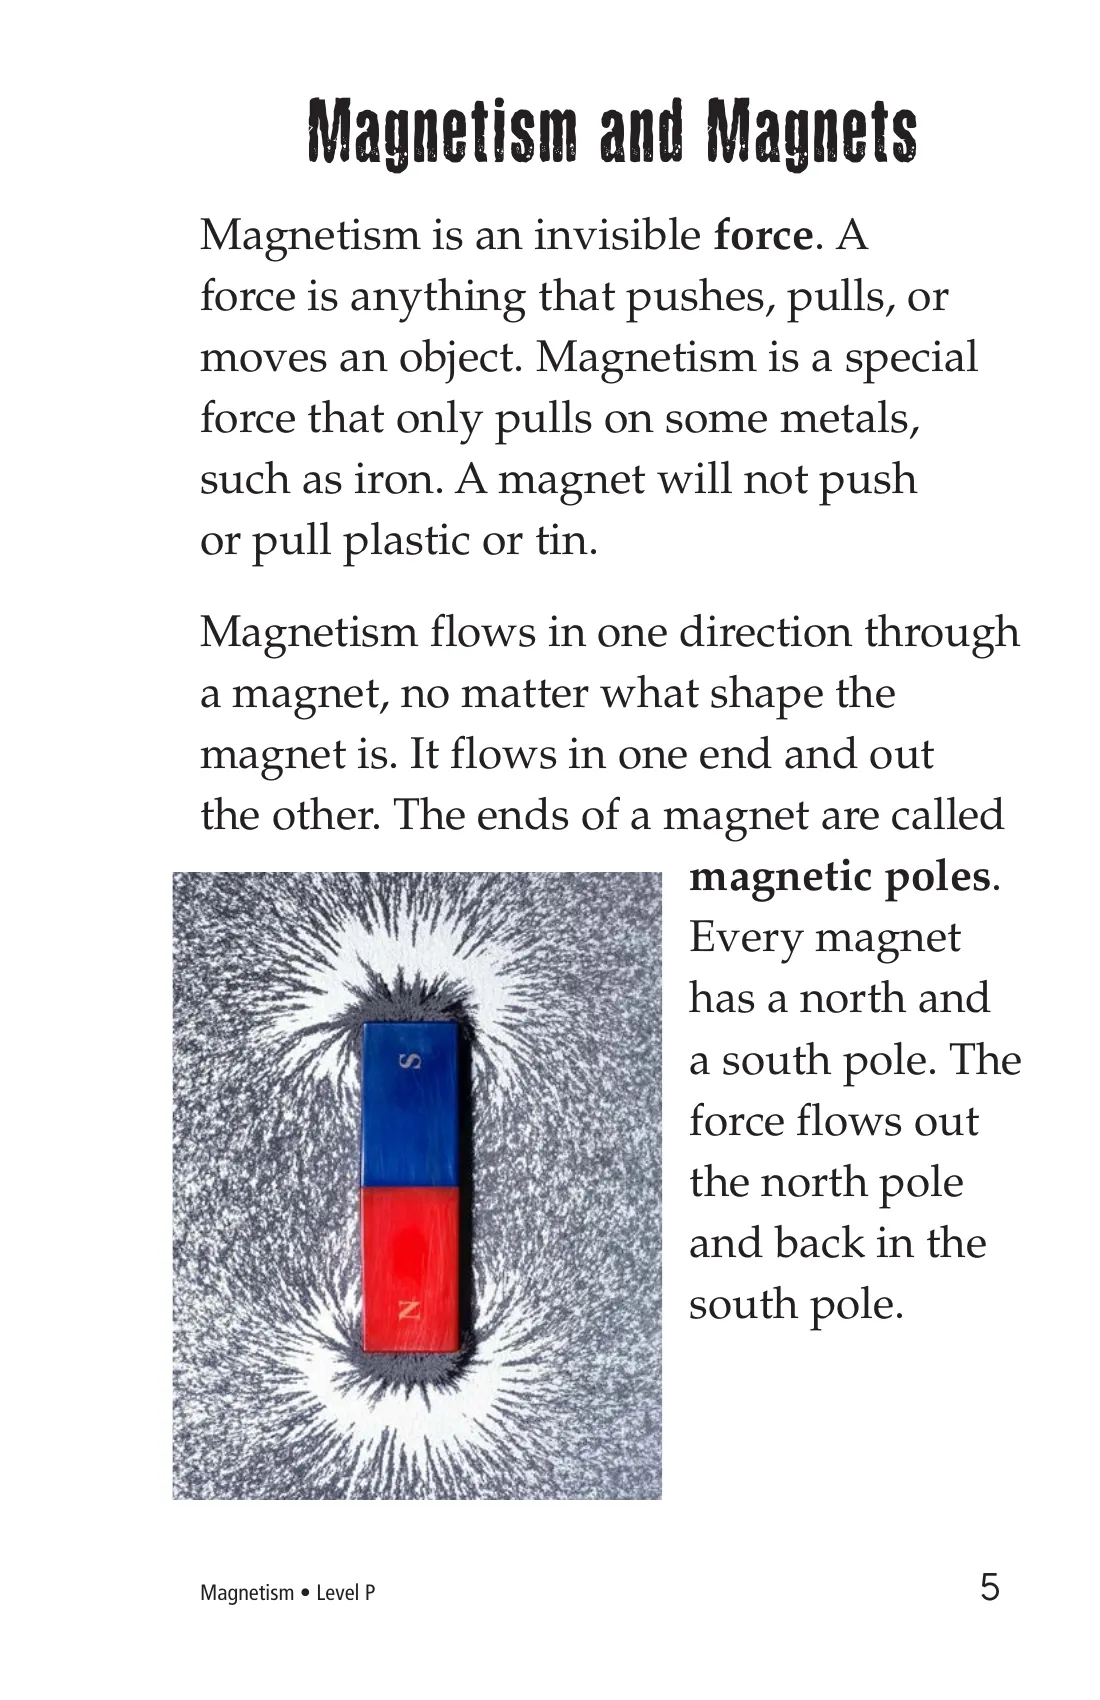 Magnetism and Magnets
Magnetism is an invisible force. A
force is anything that pushes, pulls, or
moves an object. Magnetism is a special
force that only pulls on some metals,
such as iron. A magnet will not push
or pull plastic or tin.
Magnetism flows in one direction through
a magnet, no matter what shape the
magnet is. It flows in one end and out
the other. The ends of a magnet are called
magnetic poles.
Every magnet
has a north and
a south pole. The
force flows out
the north pole
and back in the
south pole.
S
N
Magnetism • Level P
5